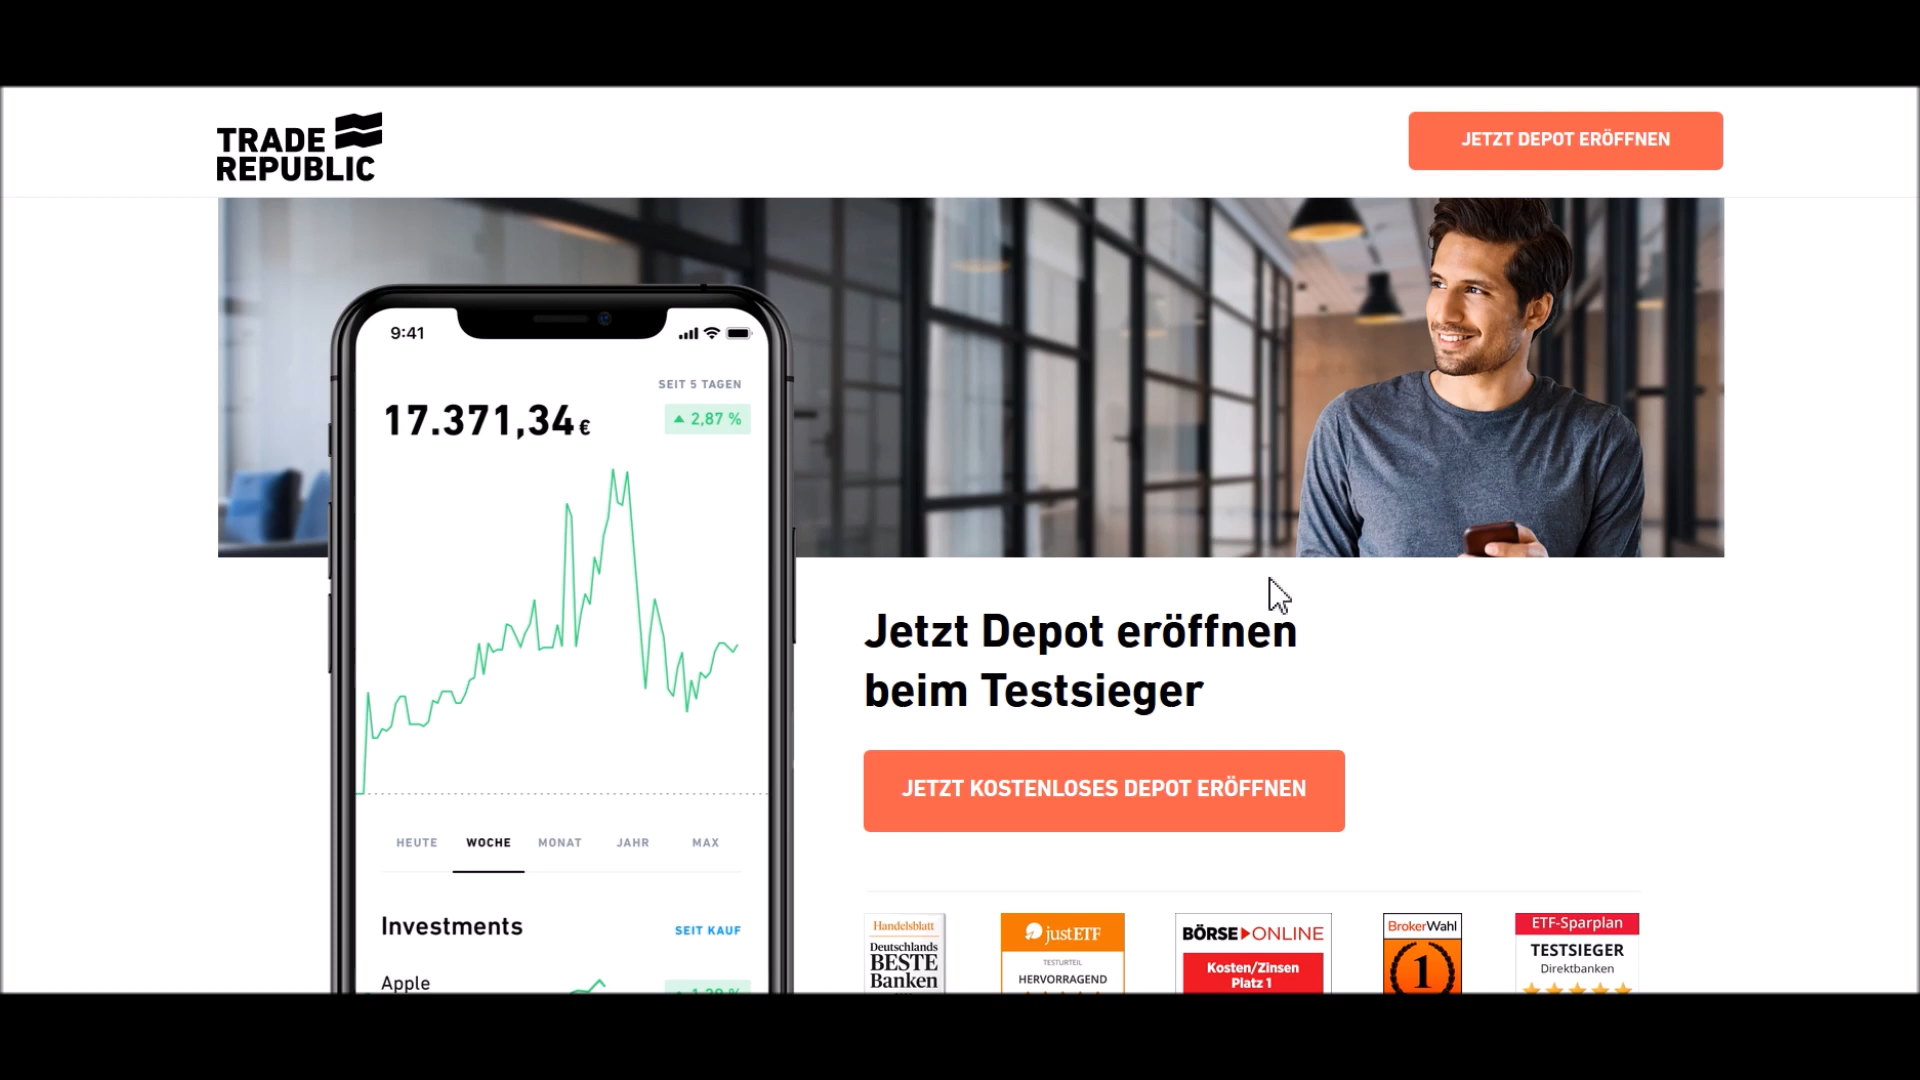 TRADE
REPUBLIC
JETZT DEPOT ERÖFFNEN
9:41
SEIT 5 TAGEN
17.371,34 €
2,87 %
HEUTE WOCHE MONAT JAHR MAX
Investments
SEIT KAUF
Apple
Jetzt Depot eröffnen
beim Testsieger
JETZT KOSTENLOSES DEPOT ERÖFFNEN
Handelsblatt
Deutschlands
BESTE
Banken
justETF
TESTURTEIL
HERVORRAGEND
BÖRSE ONLINE
Kosten/Zinsen
Platz 1
BrokerWahl
1
ETF-Sparplan
TESTSIEGER
Direktbanken